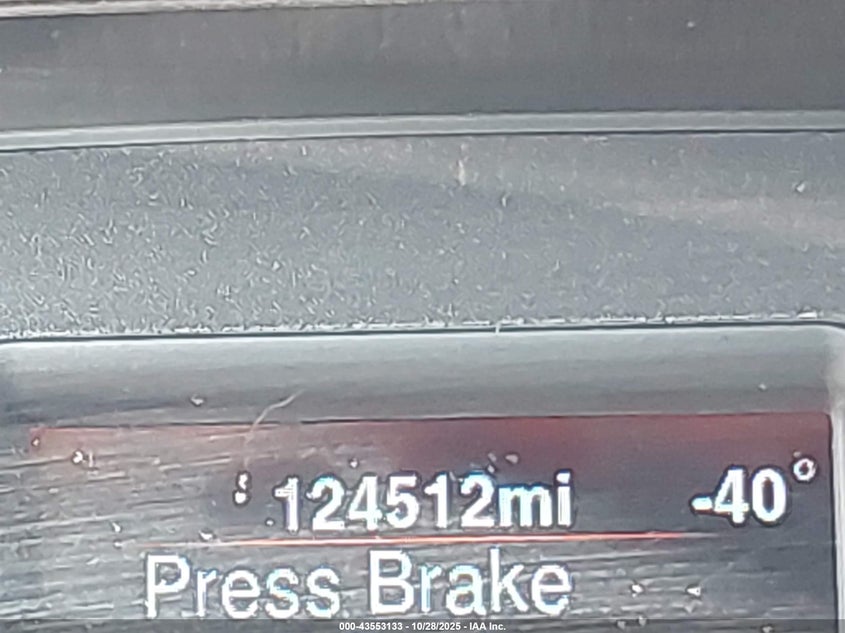 124512mi -40°
Press Brake
000-43553133 - 10/28/2025 - IAA Inc.